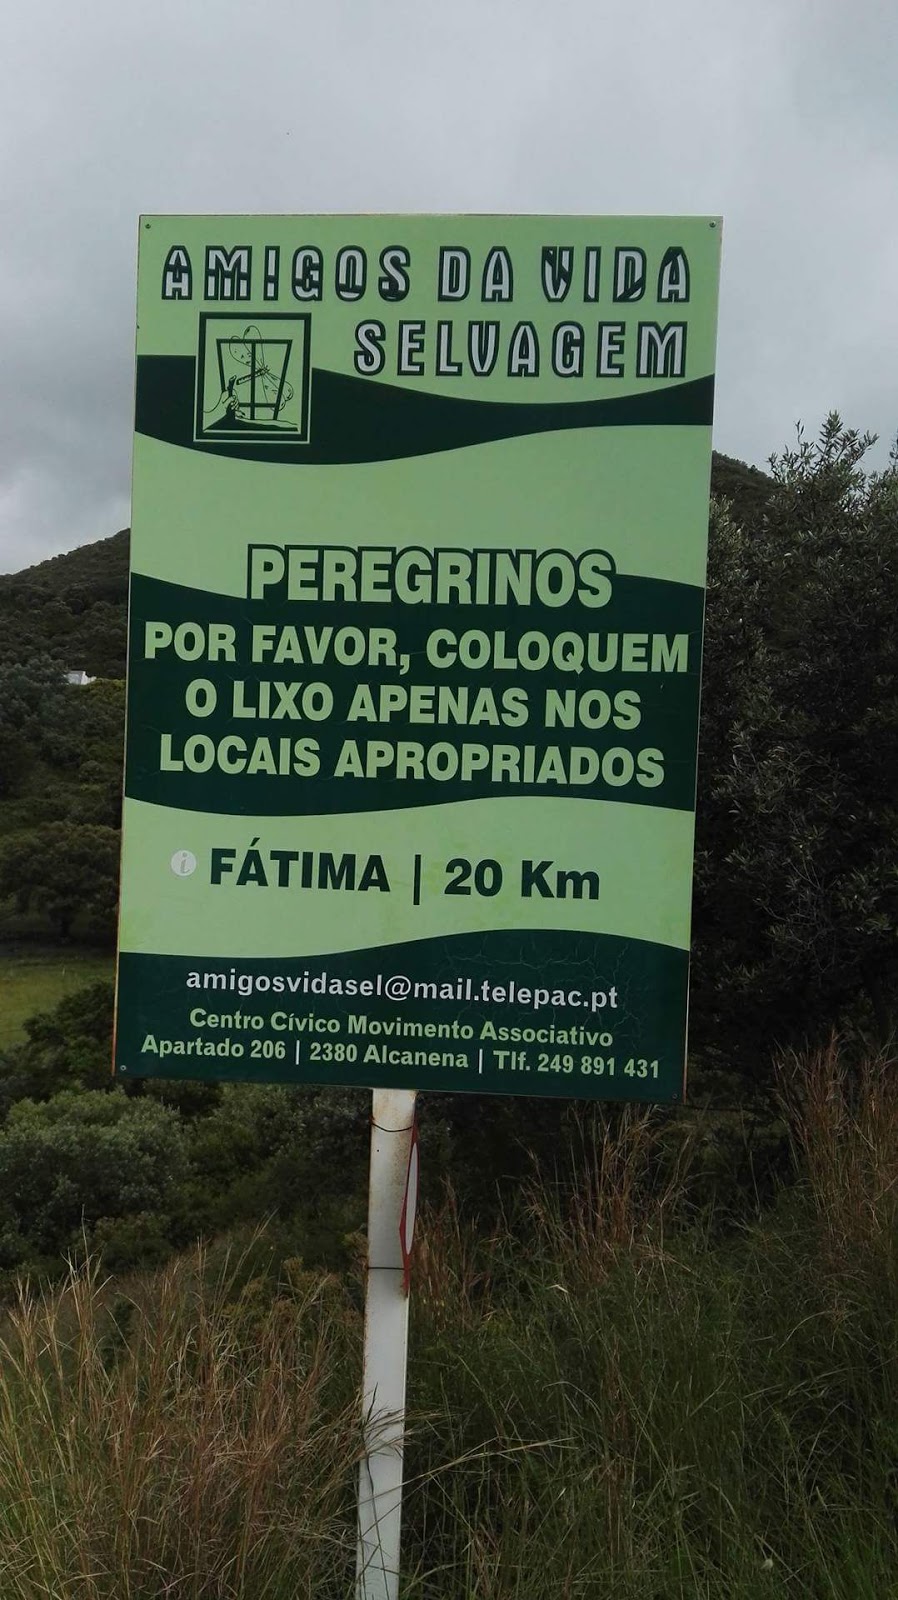 AMIGOS DA VIDA
SELVAGEM
PEREGRINOS
POR FAVOR, COLOQUEM
O LIXO APENAS NOS
LOCAIS APROPRIADOS
i FÁTIMA | 20 Km
amigosvidasel@mail.telepac.pt
Centro Cívico Movimento Associativo
Apartado 206 | 2380 Alcanena | Tlf. 249 891 431